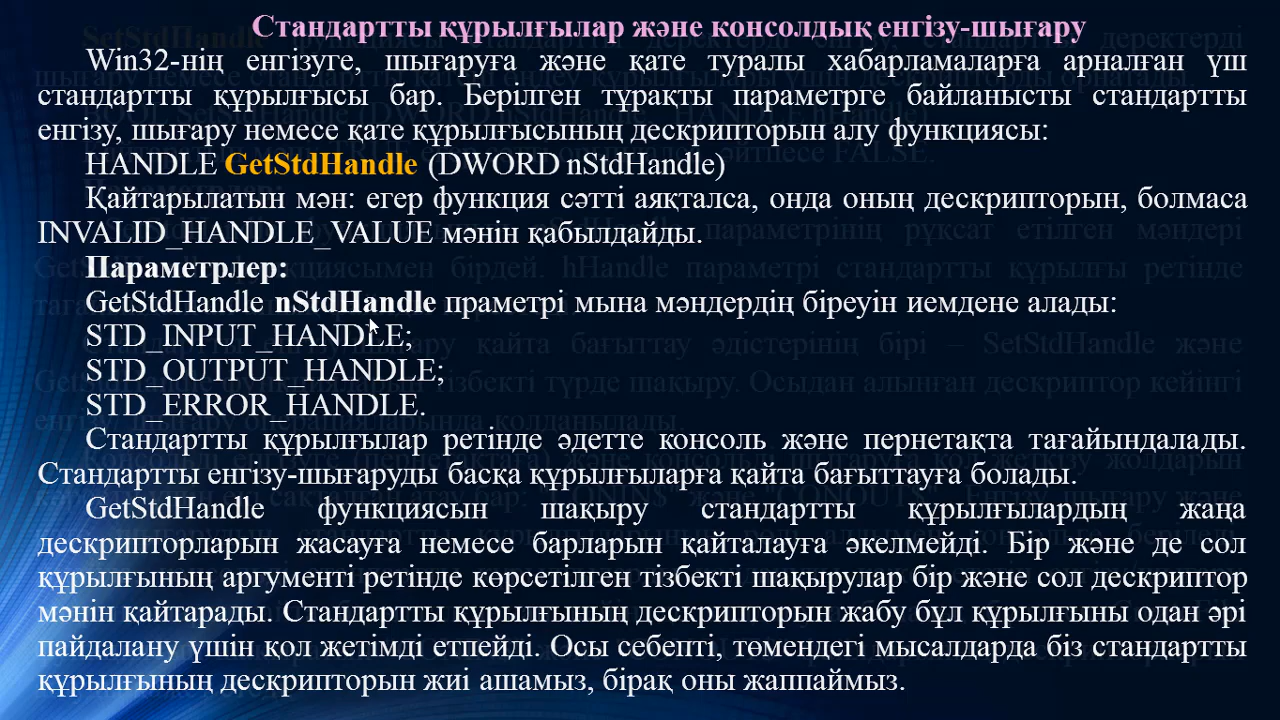 Стандартты құрылғылар және консолдық енгізу-шығару
Win32-нің енгізуге, шығаруға және қате туралы хабарламаларға арналған үш
стандартты құрылғысы бар. Берілген тұрақты параметрге байланысты стандартты
енгізу, шығару немесе қате құрылғысының дескрипторын алу функциясы:
HANDLE GetStdHandle (DWORD nStdHandle)
Қайтарылатын мән: егер функция сәтті аяқталса, онда оның дескрипторын, болмаса
INVALID_HANDLE_VALUE мәнін қабылдайды.
Параметрлер:
GetStdHandle nStdHandle праметрі мына мәндердің біреуін иемдене алады:
STD_INPUT_HANDLE;
STD_OUTPUT_HANDLE;
STD_ERROR_HANDLE.
Стандартты құрылғылар ретінде әдетте консоль және пернетақта тағайындалады.
Стандартты енгізу-шығаруды басқа құрылғыларға қайта бағыттауға болады.
GetStdHandle функциясын шақыру стандартты құрылғылардың жаңа
дескрипторларын жасауға немесе барларын қайталауға әкелмейді. Бір және де сол
құрылғының аргументі ретінде көрсетілген тізбекті шақырулар бір және сол дескриптор
мәнін қайтарады. Стандартты құрылғының дескрипторын жабу бұл құрылғыны одан әрі
пайдалану үшін қол жетімді етпейді. Осы себепті, төмендегі мысалдарда біз стандартты
құрылғының дескрипторын жиі ашамыз, бірақ оны жаппаймыз.